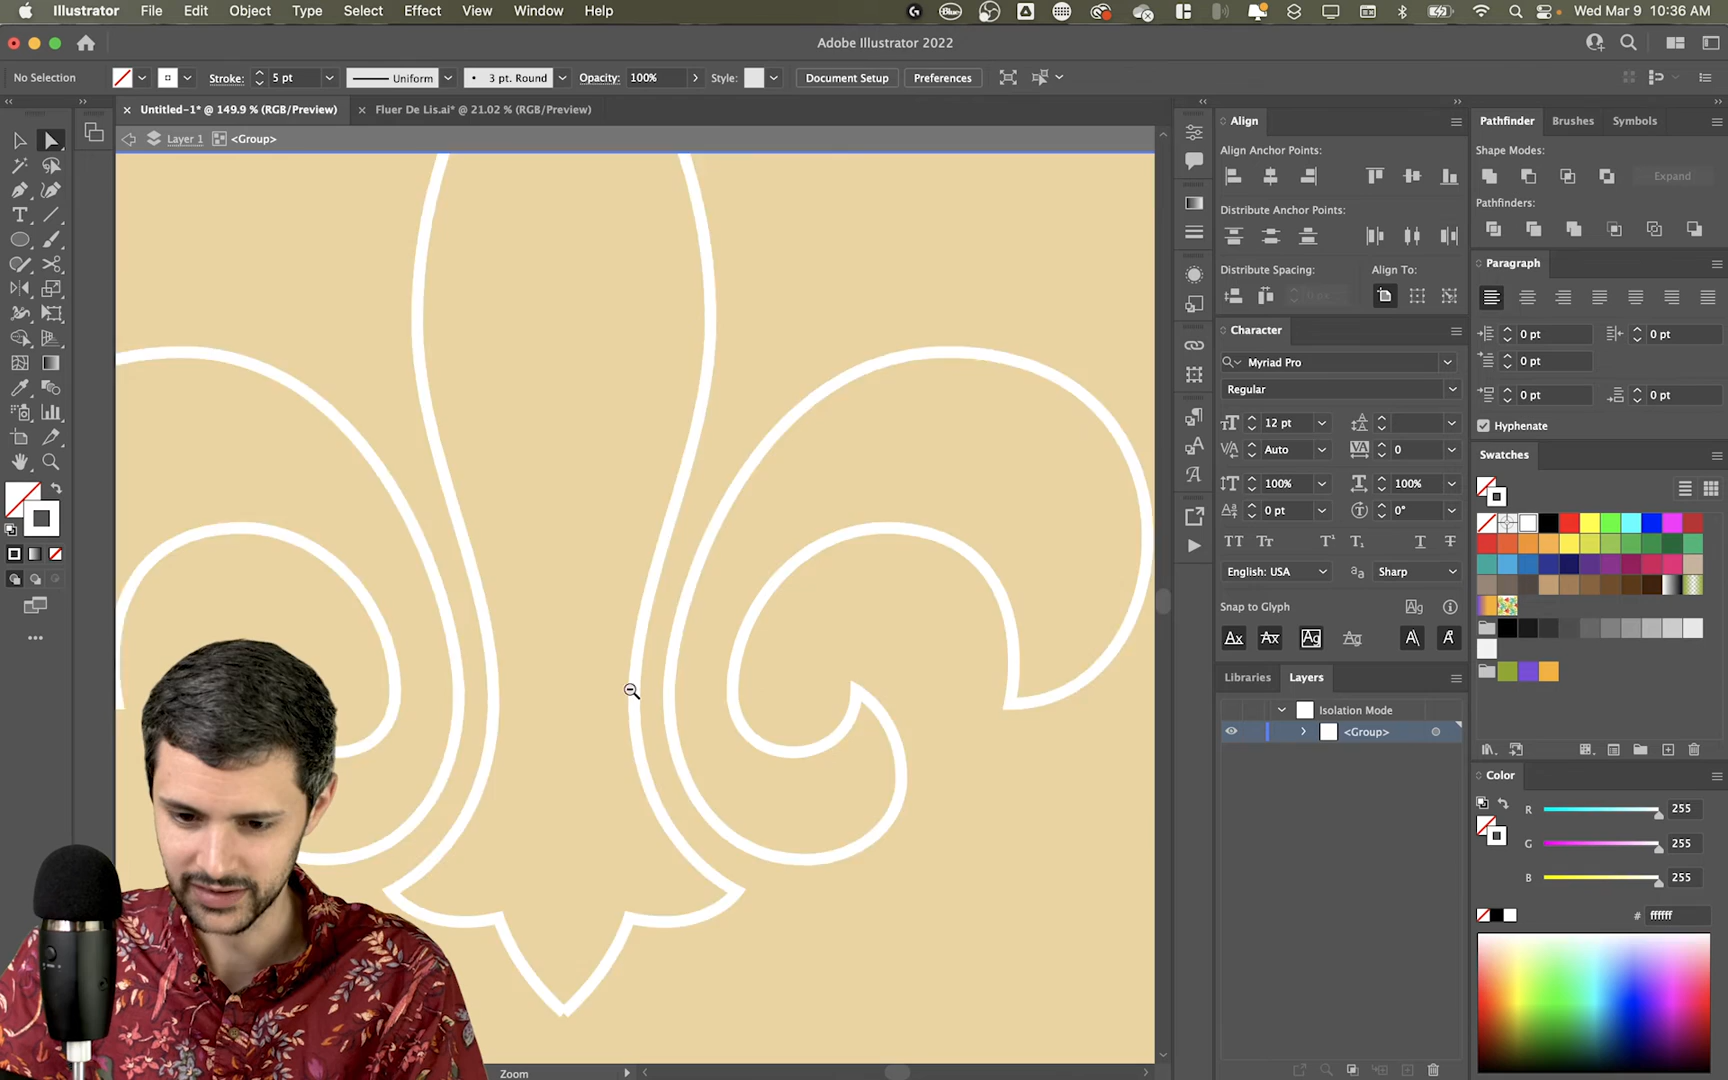 Illustrator File Edit Object Type Select Effect View Window Help
Wed Mar 9 10:36 AM
Adobe Illustrator 2022
No Selection Stroke: 5 pt Uniform 3 pt. Round Opacity: 100% Style: Document Setup Preferences
Untitled-1* @ 149.9 % (RGB/Preview) Fluer De Lis.ai* @ 21.02 % (RGB/Preview)
Layer 1 <Group>
Align
Align Anchor Points:
Distribute Anchor Points:
Distribute Spacing: Align To:
Character
Myriad Pro
Regular
12 pt
Auto 0
100% 100%
0 pt 0°
English: USA Sharp
Snap to Glyph
Libraries Layers
Isolation Mode
<Group>
Pathfinder Brushes Symbols
Shape Modes:
Expand
Pathfinders:
Paragraph
0 pt 0 pt
0 pt
0 pt 0 pt
Hyphenate
Swatches
Color
R 255
G 255
B 255
# ffffff
Zoom